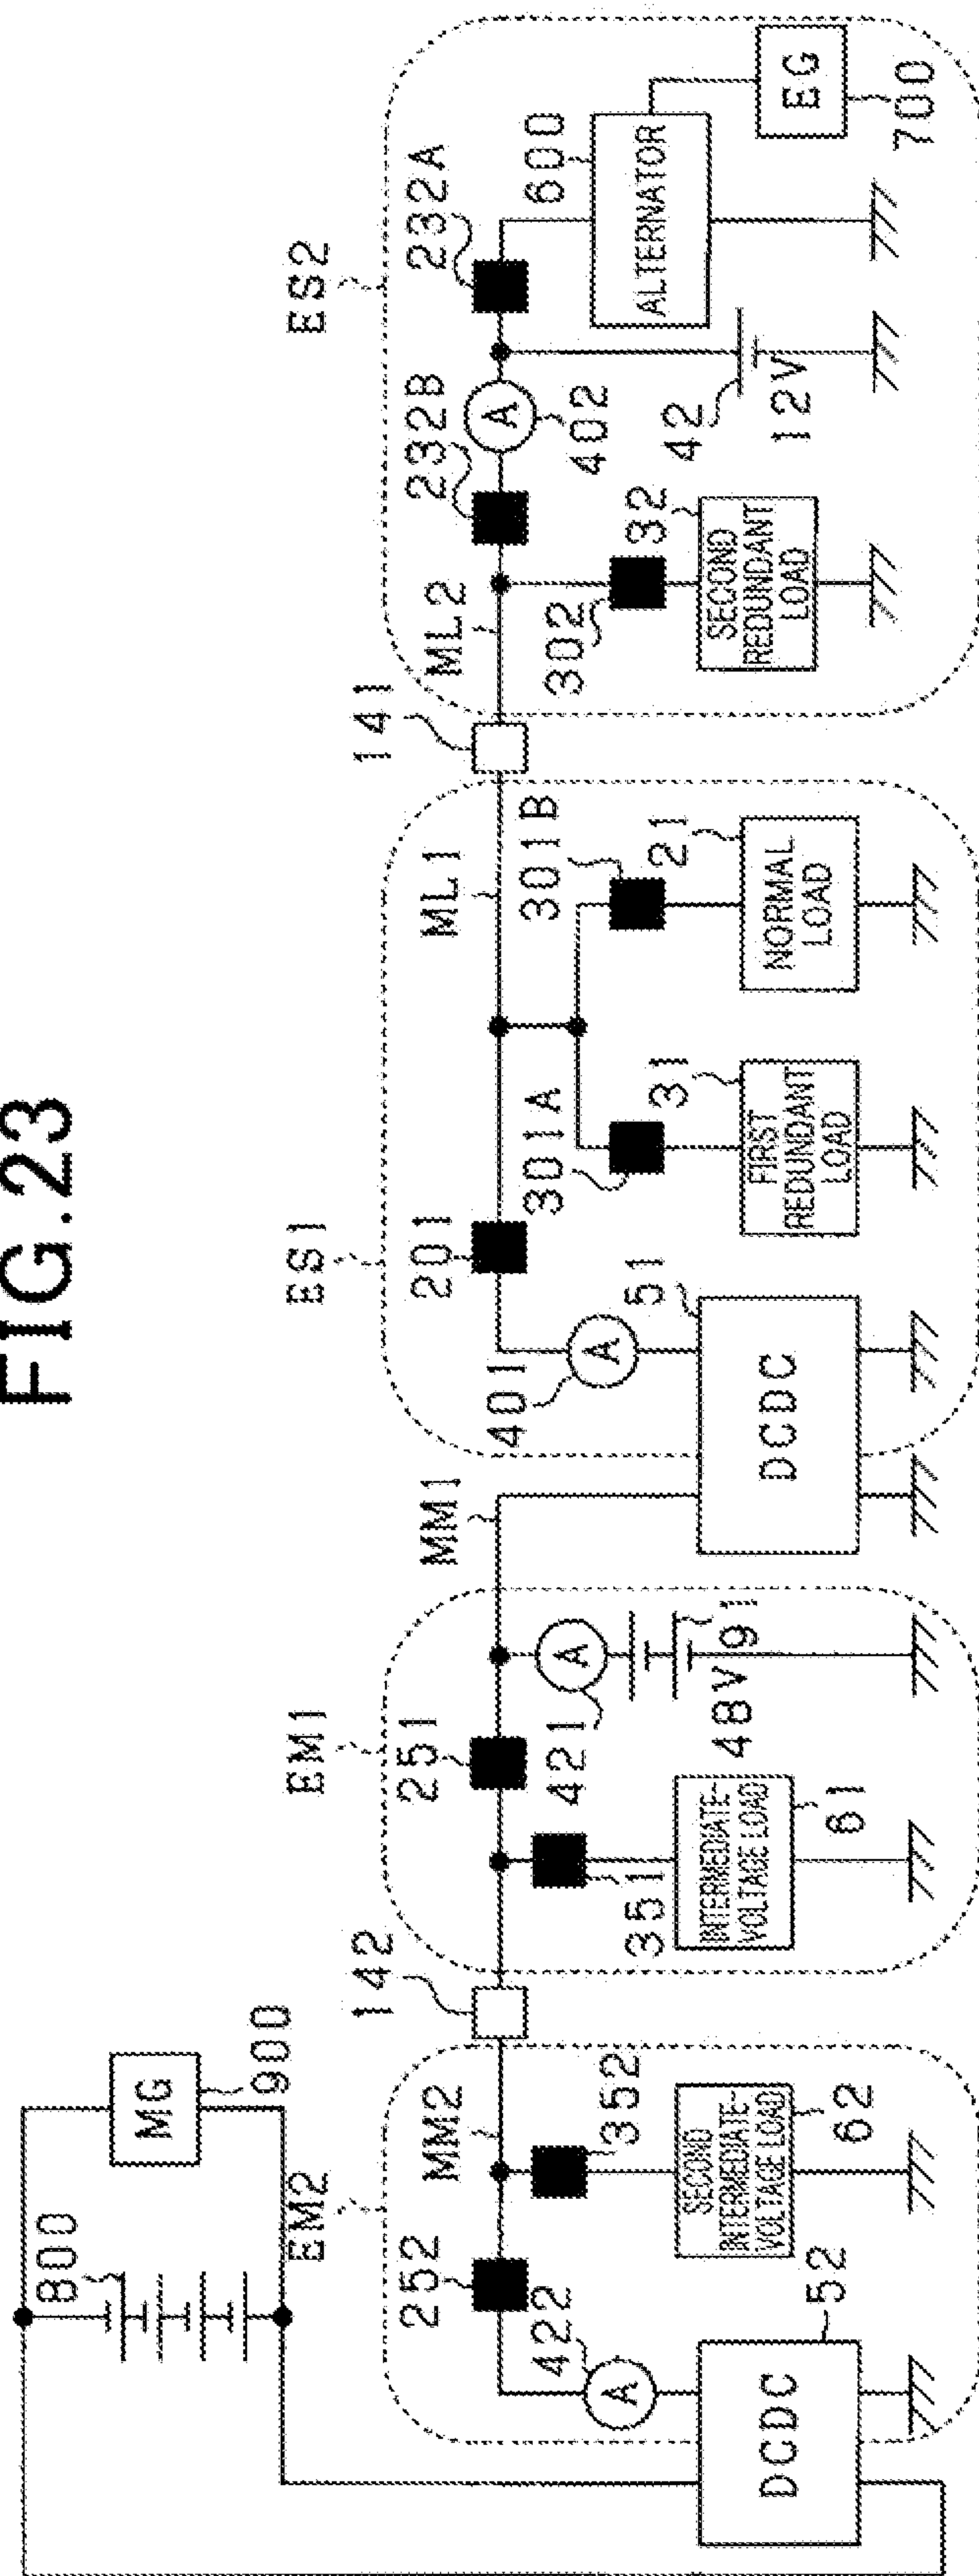 FIG.23
800
MG
900
EM2
252
MM2
422
352
SECOND
INTERMEDIATE-
VOLTAGE LOAD
62
A
DCDC
52
142
EM1
251
351
INTERMEDIATE-
VOLTAGE LOAD
61
421
A
48V
91
MM1
ES1
401
A
201
DCDC
51
ML1
301A
FIRST
REDUNDANT
LOAD
31
301B
NORMAL
LOAD
21
141
ES2
ML2
302
SECOND
REDUNDANT
LOAD
32
232B
A
402
42
12V
232A
600
ALTERNATOR
EG
700